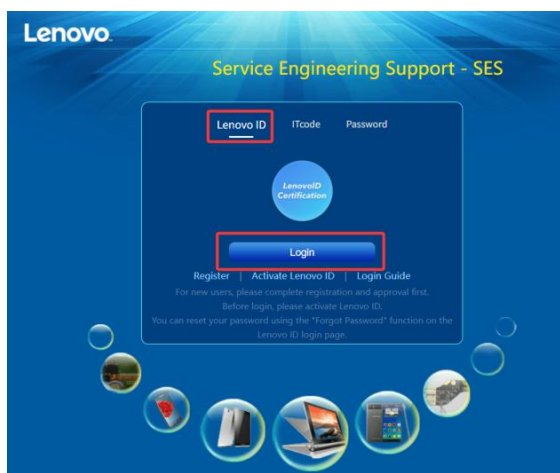 Lenovo.
Service Engineering Support - SES
Lenovo ID ITcode Password
LenovoID
Certification
Login
Register | Activate Lenovo ID | Login Guide
For new users, please complete registration and approval first.
Before login, please activate Lenovo ID.
You can reset your password using the "Forgot Password" function on the
Lenovo ID login page.